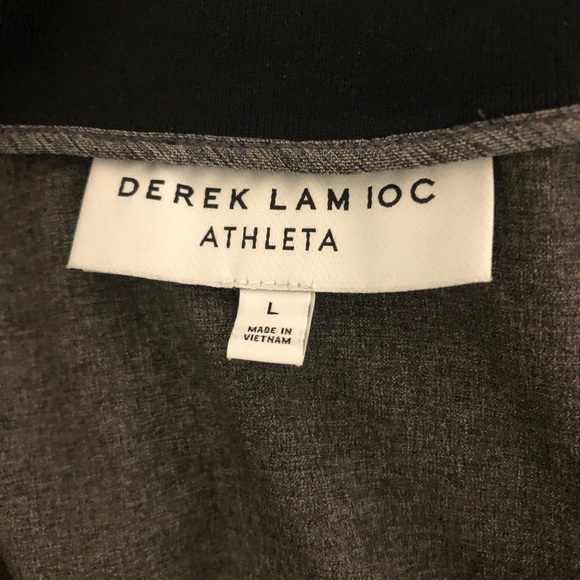 DEREK LAM 10C
ATHLETA
L
MADE IN
VIETNAM